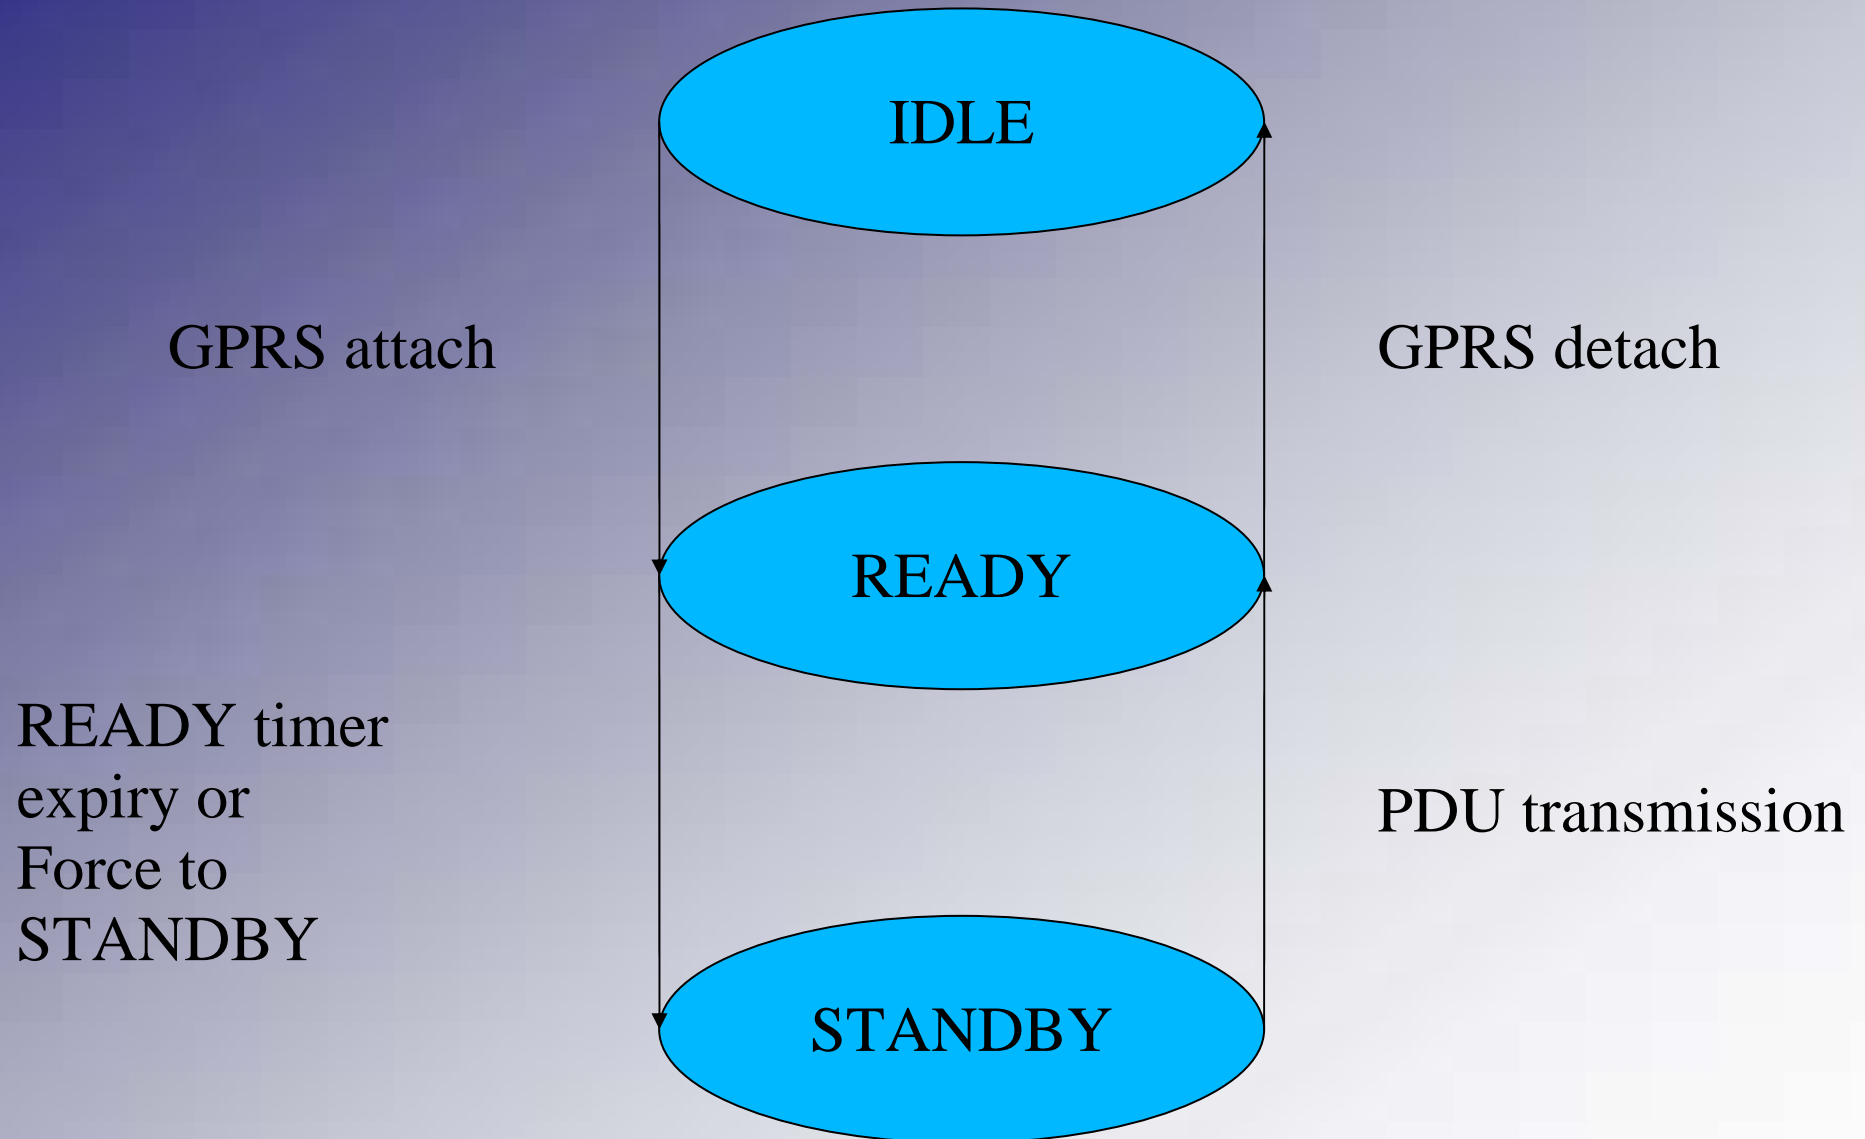 IDLE
GPRS attach
GPRS detach
READY
READY timer
expiry or
Force to
STANDBY
PDU transmission
STANDBY